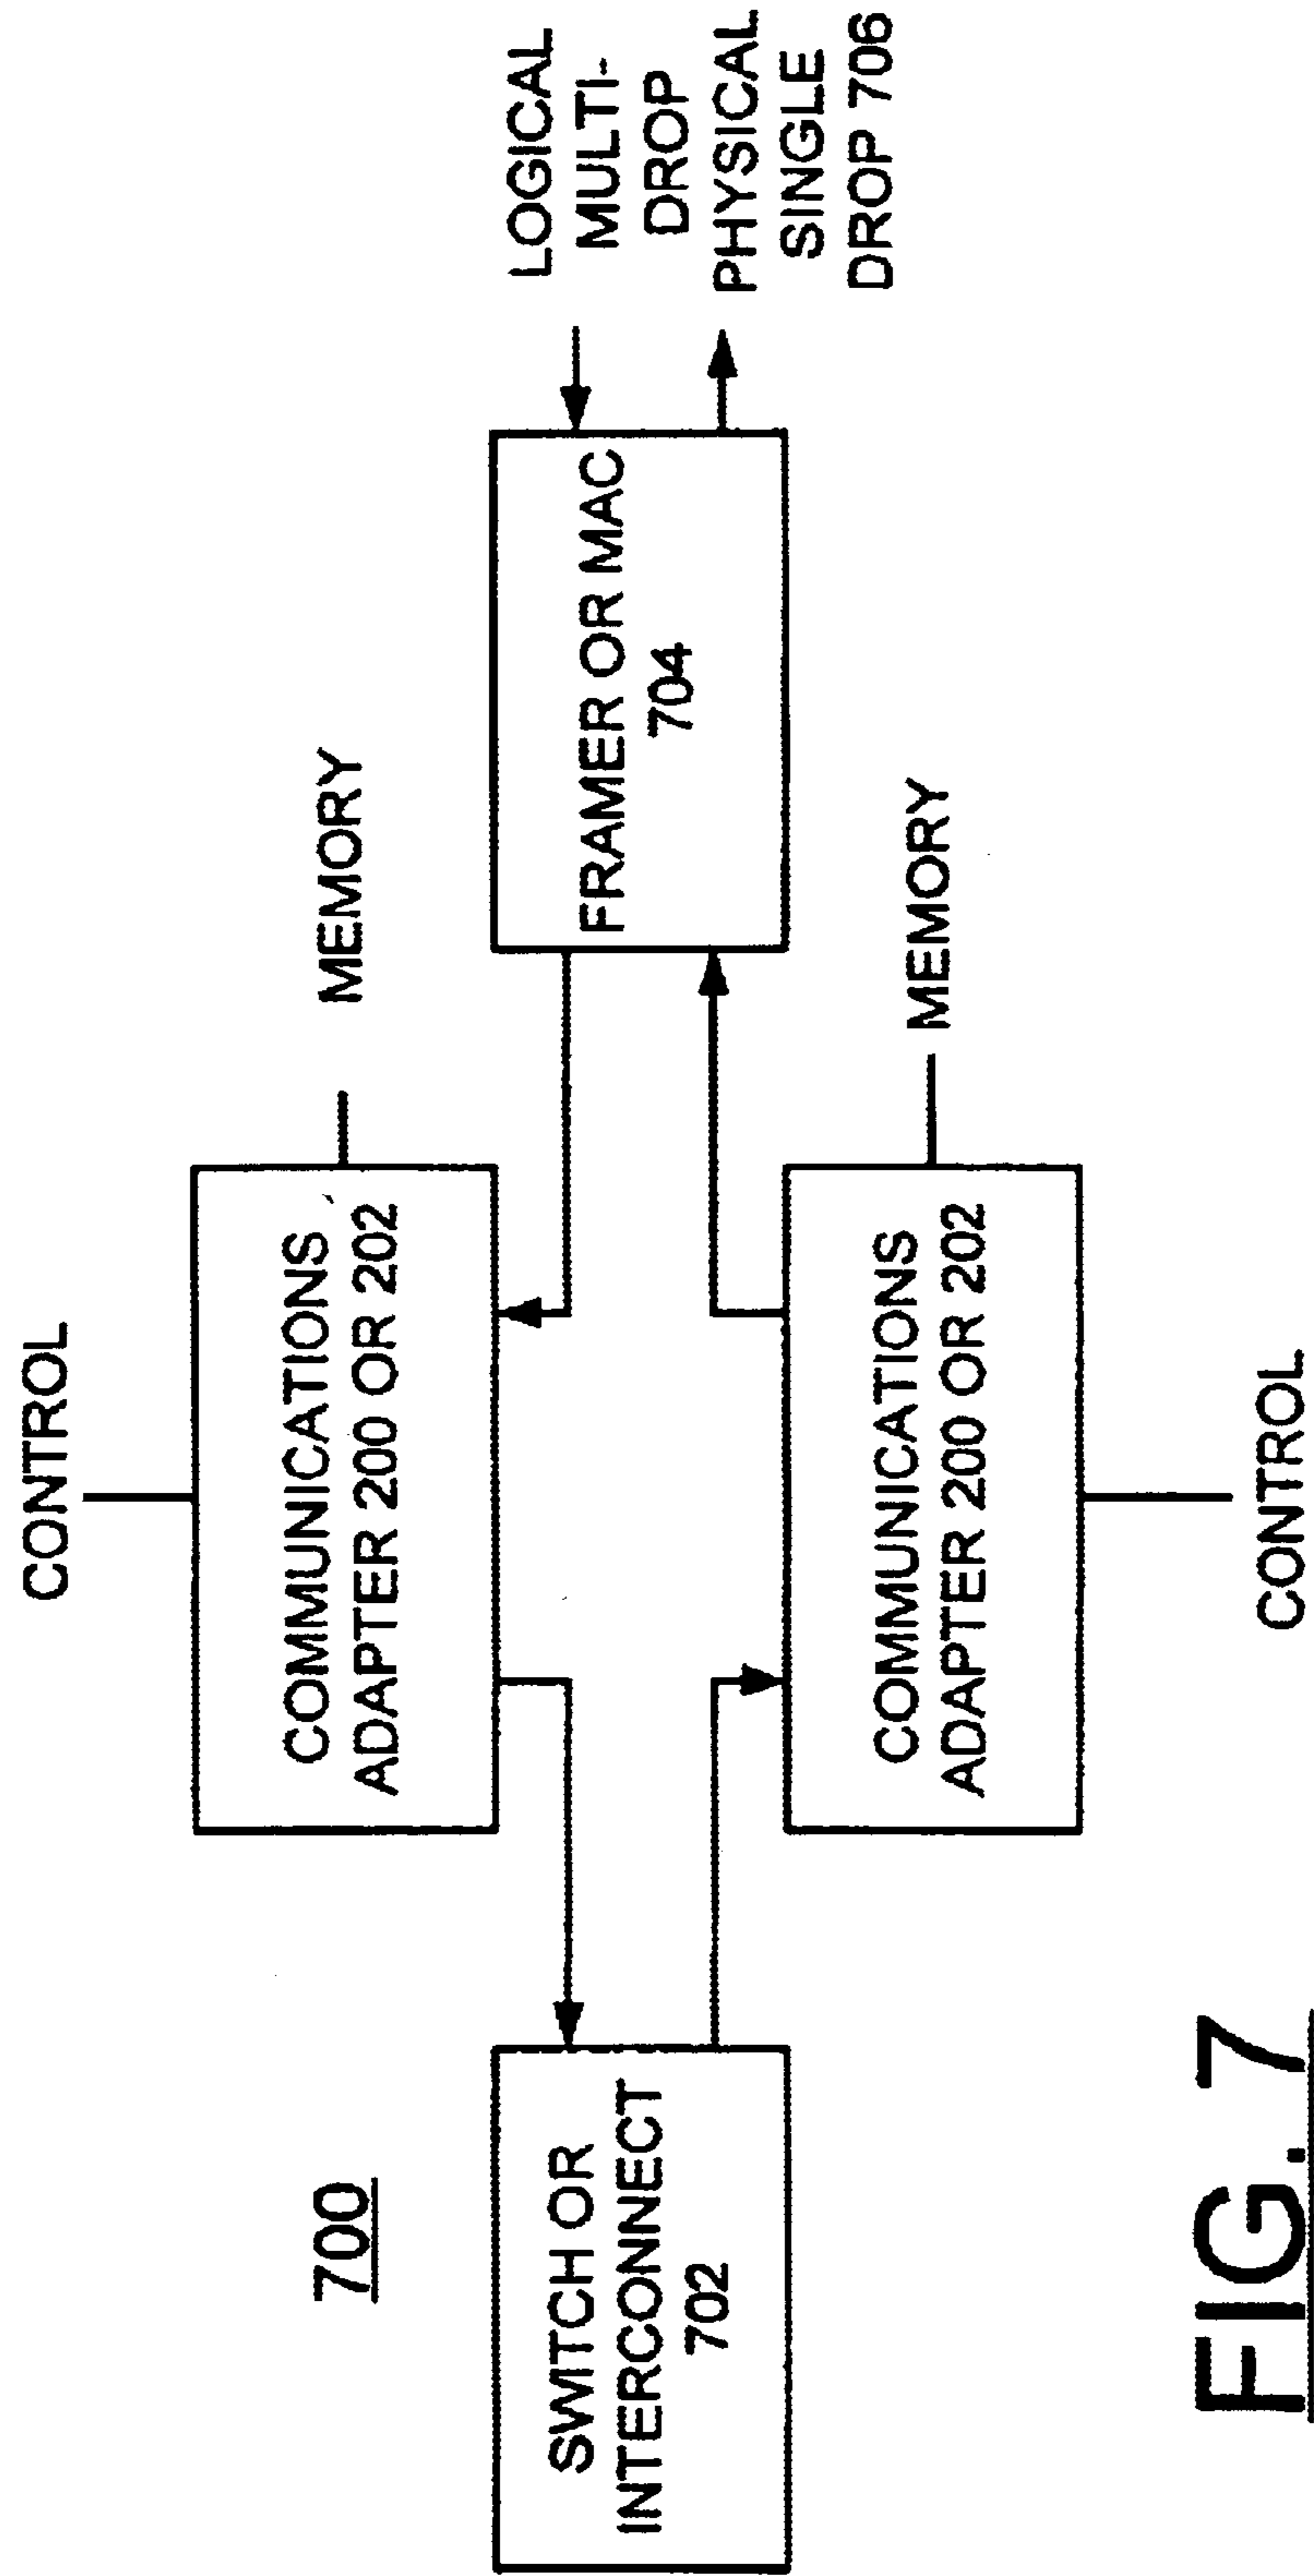 CONTROL
700
COMMUNICATIONS
ADAPTER 200 OR 202
MEMORY
SWITCH OR
INTERCONNECT
702
FRAMER OR MAC
704
LOGICAL
MULTI-
DROP
PHYSICAL
SINGLE
DROP 706
COMMUNICATIONS
ADAPTER 200 OR 202
MEMORY
CONTROL
FIG. 7